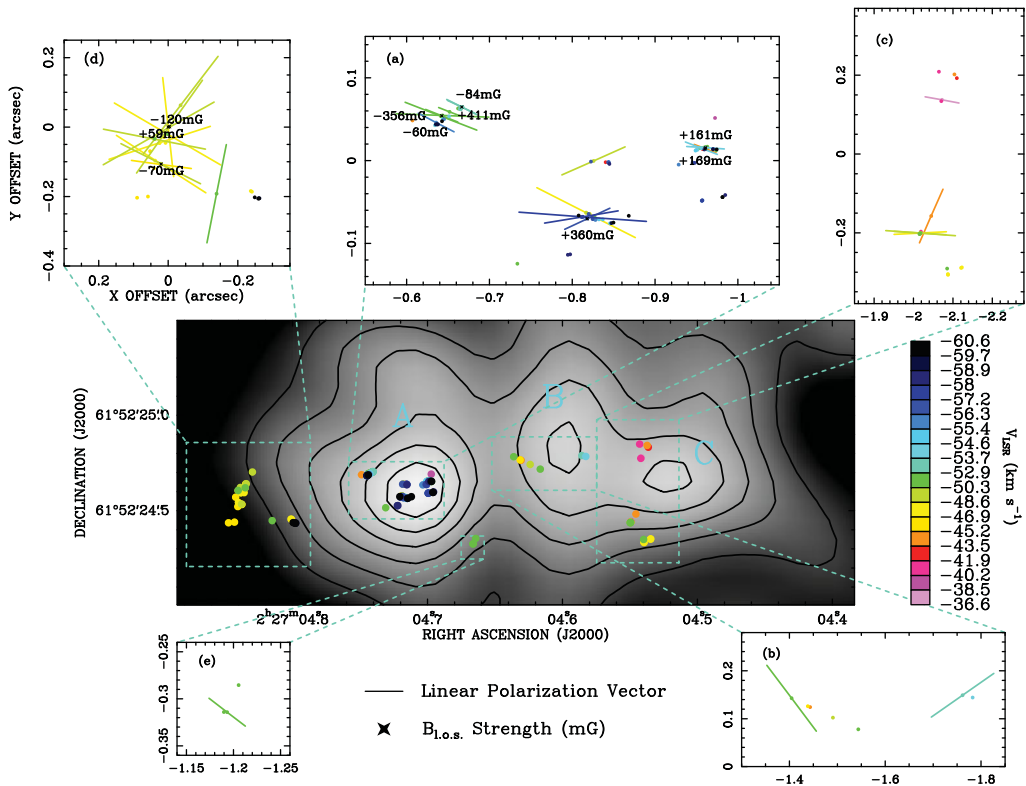 (d)
0.2
0
−0.2
−0.4
Y OFFSET (arcsec)
−120mG
+59mG
−70mG
0.2
0
−0.2
X OFFSET (arcsec)
(a)
0.1
0
−0.1
−84mG
−356mG
+411mG
−60mG
+161mG
+169mG
+360mG
−0.6
−0.7
−0.8
−0.9
−1
(c)
0.2
0
−0.2
−1.9
−2
−2.1
−2.2
DECLINATION (J2000)
61°52'25''.0
61°52'24''.5
A
B
C
2h27m04s.8
04s.7
04s.6
04s.5
04s.4
RIGHT ASCENSION (J2000)
−60.6
−59.7
−58.9
−58
−57.2
−56.3
−55.4
−54.6
−53.7
−52.9
−50.3
−48.6
−46.9
−45.2
−43.5
−41.9
−40.2
−38.5
−36.6
VLSR (km s−1)
(e)
−0.25
−0.3
−0.35
−1.15
−1.2
−1.25
Linear Polarization Vector
Bl.o.s. Strength (mG)
(b)
0.2
0.1
0
−1.4
−1.6
−1.8